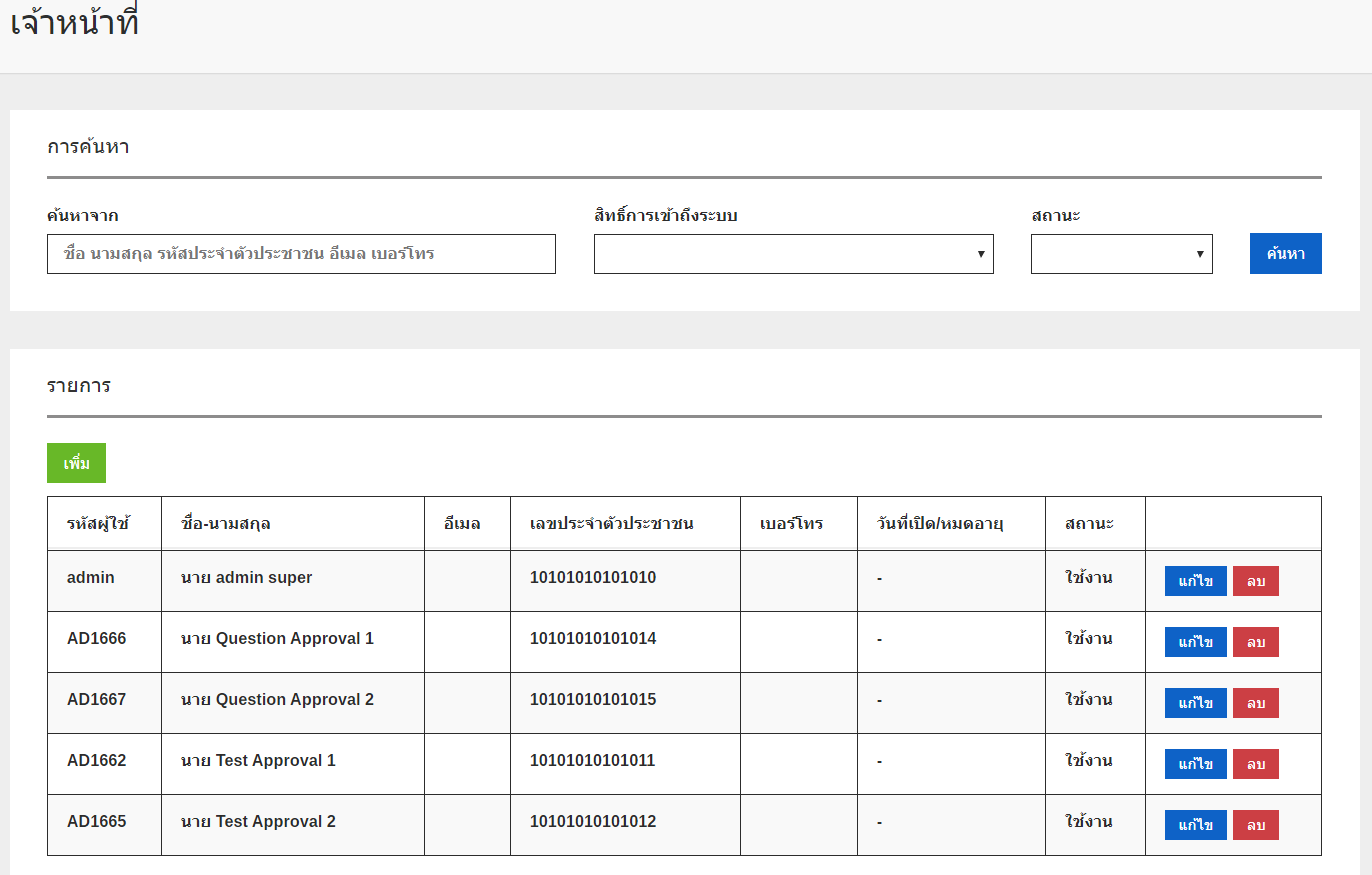 เจ้าหน้าที่
การค้นหา
ค้นหาจาก สิทธิ์การเข้าถึงระบบ สถานะ
ชื่อ นามสกุล รหัสประจำตัวประชาชน อีเมล เบอร์โทร ค้นหา
รายการ
เพิ่ม
รหัสผู้ใช้ ชื่อ-นามสกุล อีเมล เลขประจำตัวประชาชน เบอร์โทร วันที่เปิด/หมดอายุ สถานะ
admin นาย admin super 10101010101010 - ใช้งาน แก้ไข ลบ
AD1666 นาย Question Approval 1 10101010101014 - ใช้งาน แก้ไข ลบ
AD1667 นาย Question Approval 2 10101010101015 - ใช้งาน แก้ไข ลบ
AD1662 นาย Test Approval 1 10101010101011 - ใช้งาน แก้ไข ลบ
AD1665 นาย Test Approval 2 10101010101012 - ใช้งาน แก้ไข ลบ